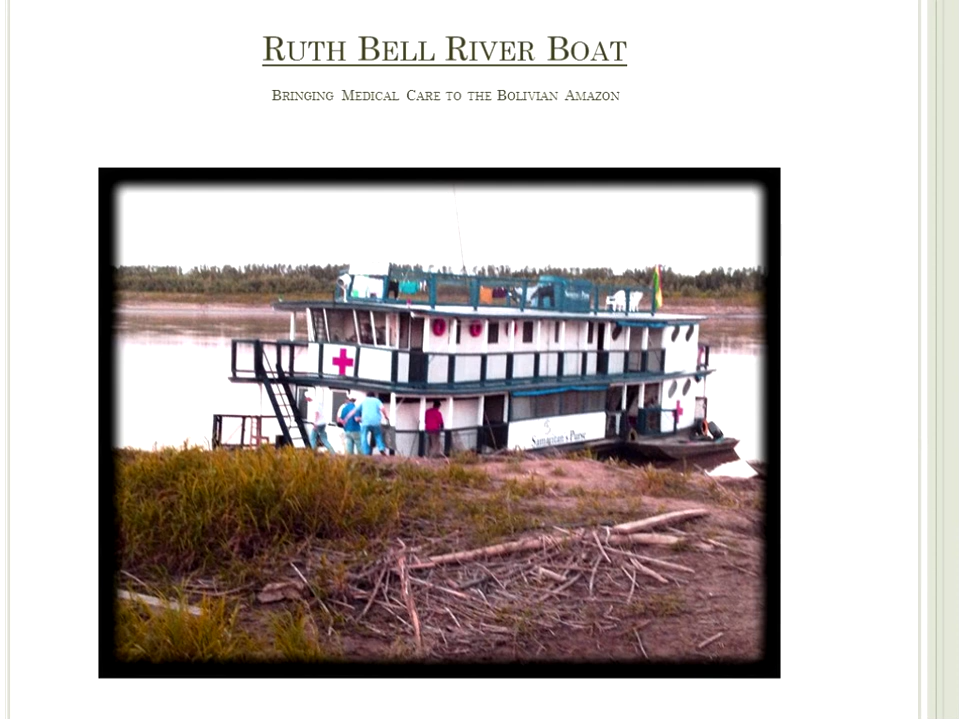 RUTH BELL RIVER BOAT
BRINGING MEDICAL CARE TO THE BOLIVIAN AMAZON
Samaritan's Purse